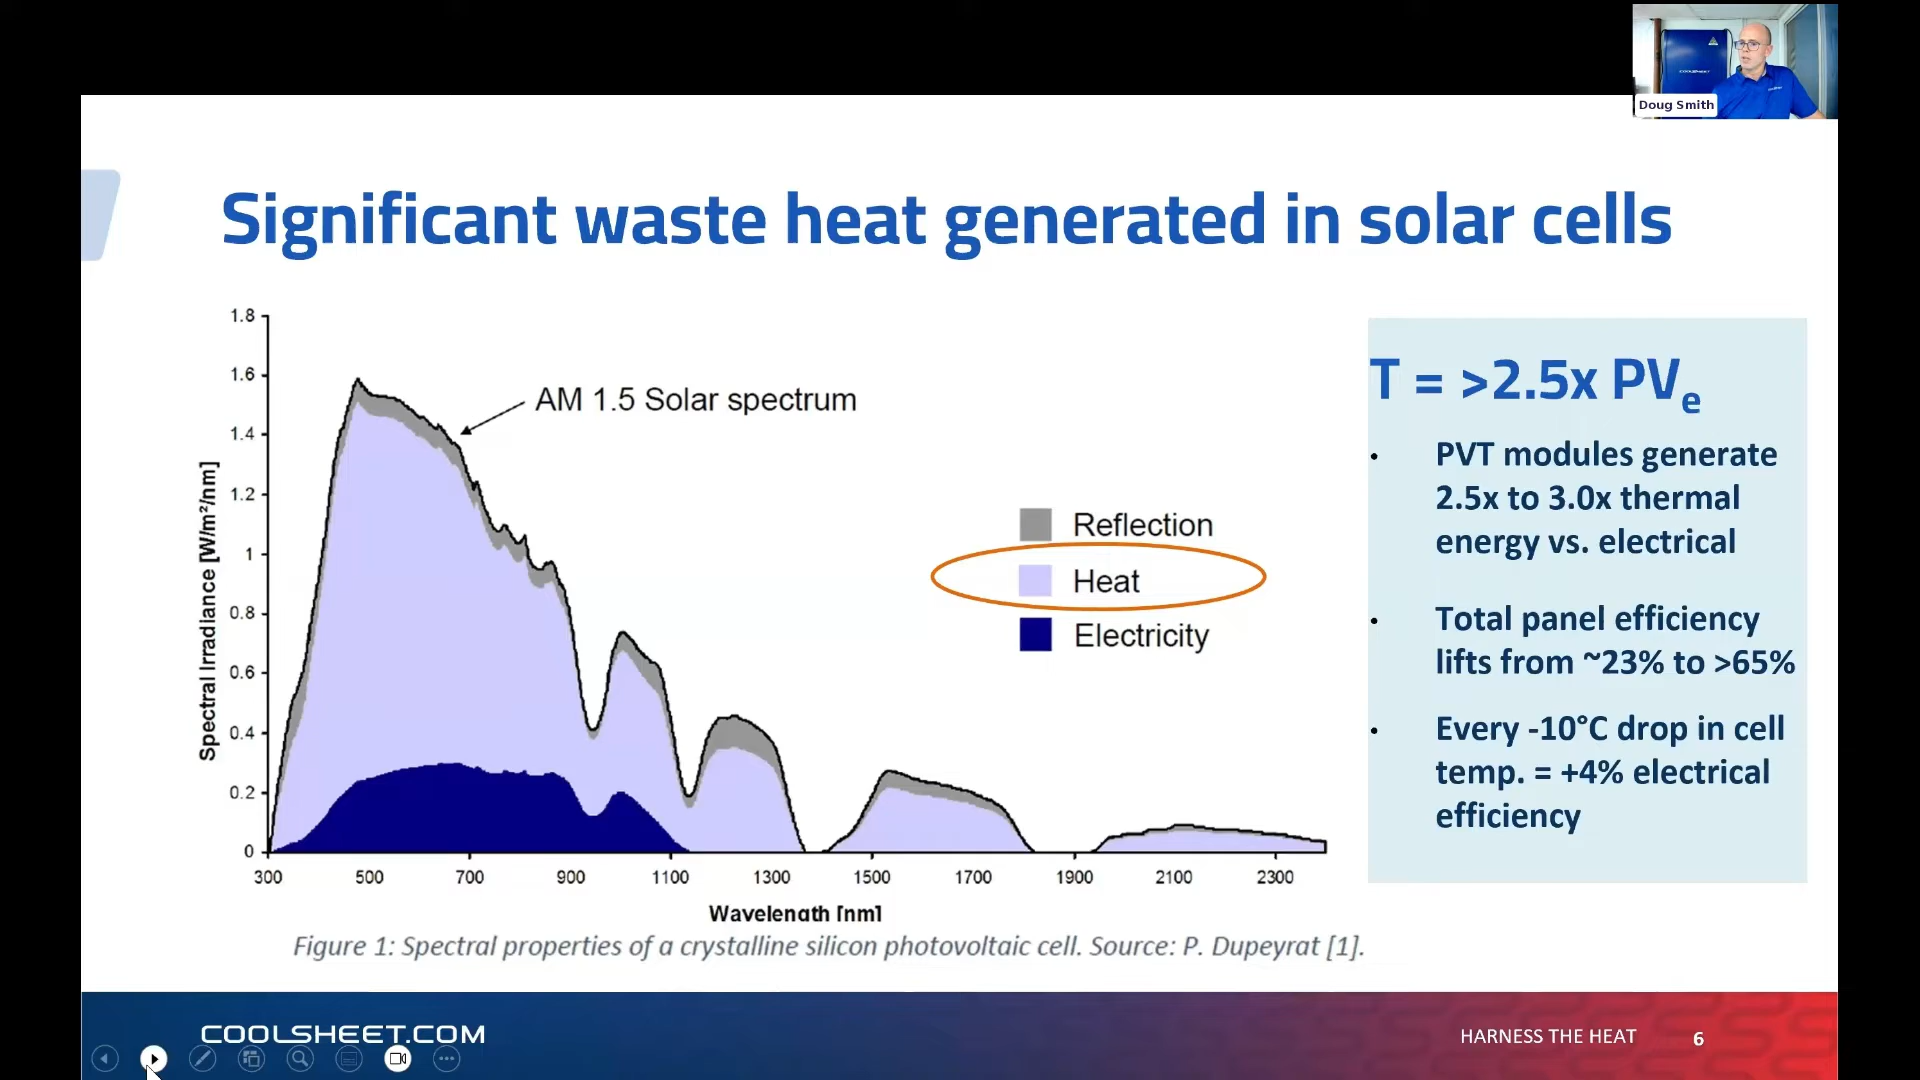 Doug Smith
Significant waste heat generated in solar cells
1.8
1.6
1.4
1.2
1
0.8
0.6
0.4
0.2
0
Spectral Irradiance [W/m²/nm]
AM 1.5 Solar spectrum
Reflection
Heat
Electricity
300 500 700 900 1100 1300 1500 1700 1900 2100 2300
Wavelength [nm]
Figure 1: Spectral properties of a crystalline silicon photovoltaic cell. Source: P. Dupeyrat [1].
T = >2.5x PVe
• PVT modules generate
2.5x to 3.0x thermal
energy vs. electrical
• Total panel efficiency
lifts from ~23% to >65%
• Every -10°C drop in cell
temp. = +4% electrical
efficiency
COOLSHEET.COM
HARNESS THE HEAT
6